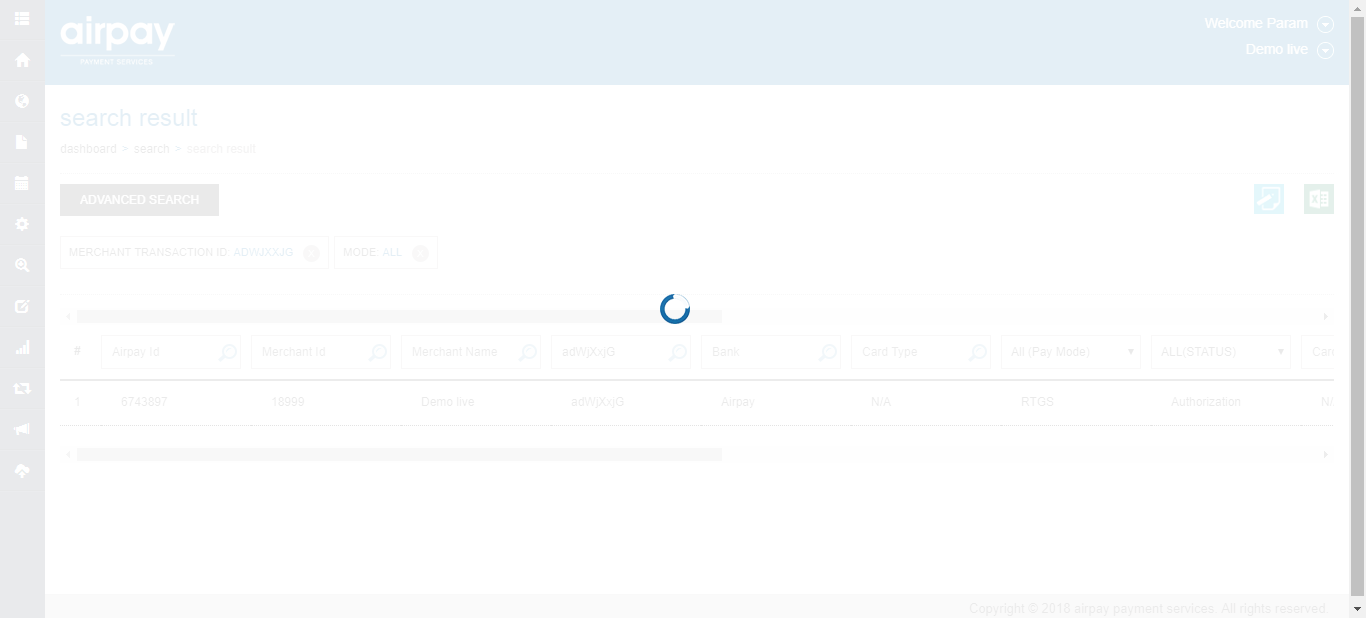 airpay
PAYMENT SERVICES
Welcome Param
Demo live
search result
dashboard > search > search result
ADVANCED SEARCH
MERCHANT TRANSACTION ID: ADWJXXJG x
MODE: ALL x
# Airpay Id Merchant Id Merchant Name adWjXxjG Bank Card Type All (Pay Mode) ALL(STATUS) Card
1 6743897 18999 Demo live adWjXxjG Airpay N/A RTGS Authorization N/
Copyright © 2018 airpay payment services. All rights reserved.